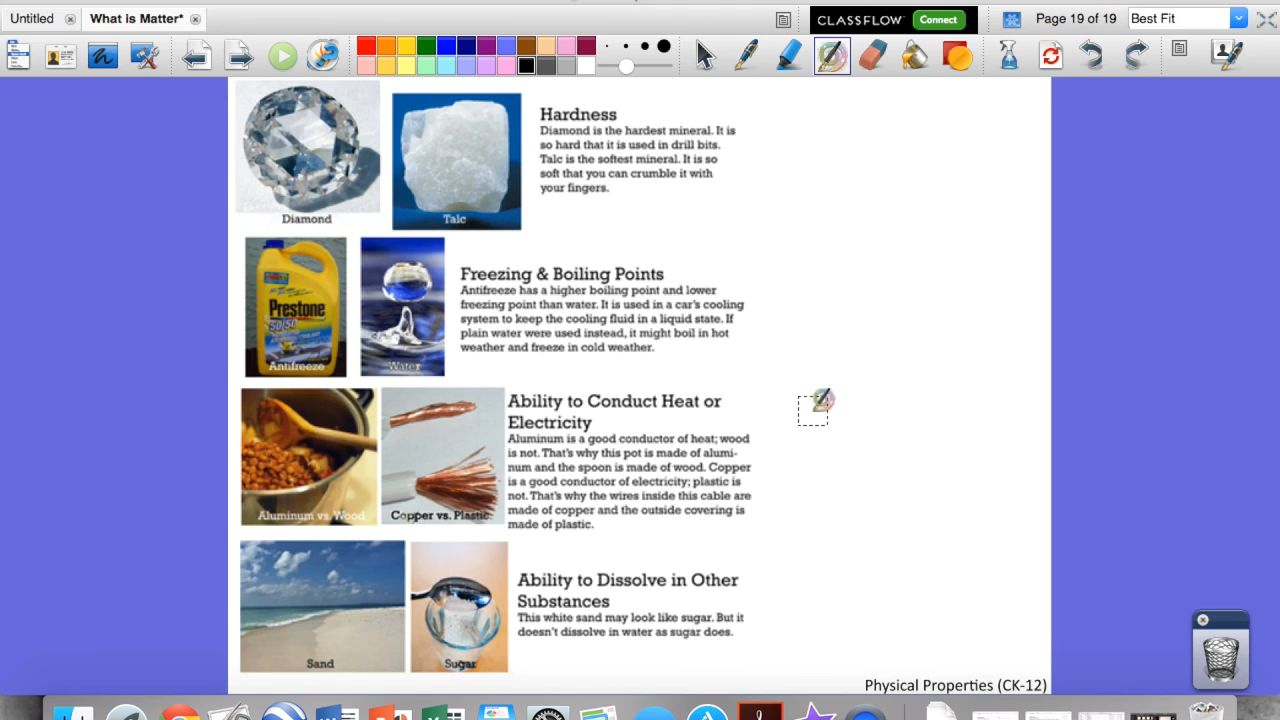 Untitled
What is Matter*
CLASSFLOW Connect
Page 19 of 19
Best Fit
Hardness
Diamond is the hardest mineral. It is
so hard that it is used in drill bits.
Talc is the softest mineral. It is so
soft that you can crumble it with
your fingers.
Diamond
Talc
Freezing & Boiling Points
Antifreeze has a higher boiling point and lower
freezing point than water. It is used in a car's cooling
system to keep the cooling fluid in a liquid state. If
plain water were used instead, it might boil in hot
weather and freeze in cold weather.
Prestone
50/50
Antifreeze
Water
Ability to Conduct Heat or
Electricity
Aluminum is a good conductor of heat; wood
is not. That's why this pot is made of alumi-
num and the spoon is made of wood. Copper
is a good conductor of electricity; plastic is
not. That's why the wires inside this cable are
made of copper and the outside covering is
made of plastic.
Aluminum vs. Wood
Copper vs. Plastic
Ability to Dissolve in Other
Substances
This white sand may look like sugar. But it
doesn't dissolve in water as sugar does.
Sand
Sugar
Physical Properties (CK-12)